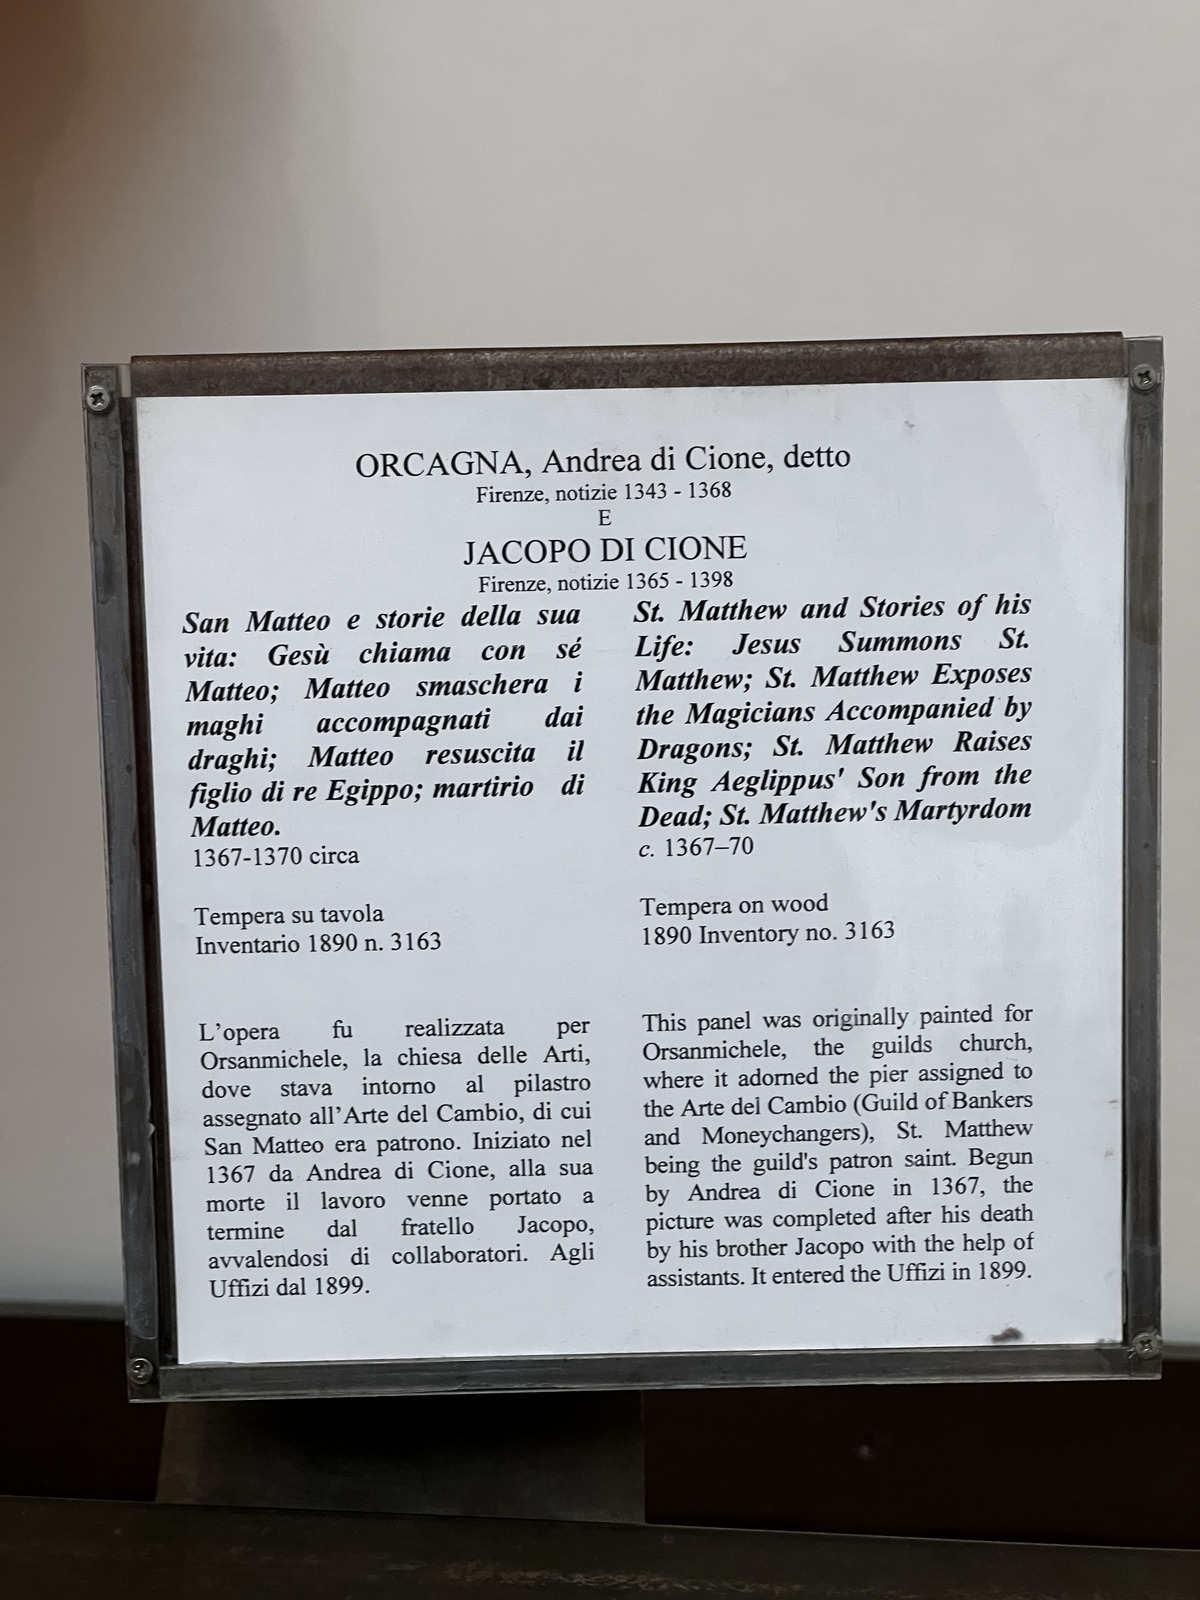 ORCAGNA, Andrea di Cione, detto
Firenze, notizie 1343 - 1368
E
JACOPO DI CIONE
Firenze, notizie 1365 - 1398
San Matteo e storie della sua
vita: Gesù chiama con sé
Matteo; Matteo smaschera i
maghi accompagnati dai
draghi; Matteo resuscita il
figlio di re Egippo; martirio di
Matteo.
1367-1370 circa
Tempera su tavola
Inventario 1890 n. 3163
L’opera fu realizzata per
Orsanmichele, la chiesa delle Arti,
dove stava intorno al pilastro
assegnato all’Arte del Cambio, di cui
San Matteo era patrono. Iniziato nel
1367 da Andrea di Cione, alla sua
morte il lavoro venne portato a
termine dal fratello Jacopo,
avvalendosi di collaboratori. Agli
Uffizi dal 1899.
St. Matthew and Stories of his
Life: Jesus Summons St.
Matthew; St. Matthew Exposes
the Magicians Accompanied by
Dragons; St. Matthew Raises
King Aeglippus' Son from the
Dead; St. Matthew's Martyrdom
c. 1367–70
Tempera on wood
1890 Inventory no. 3163
This panel was originally painted for
Orsanmichele, the guilds church,
where it adorned the pier assigned to
the Arte del Cambio (Guild of Bankers
and Moneychangers), St. Matthew
being the guild's patron saint. Begun
by Andrea di Cione in 1367, the
picture was completed after his death
by his brother Jacopo with the help of
assistants. It entered the Uffizi in 1899.